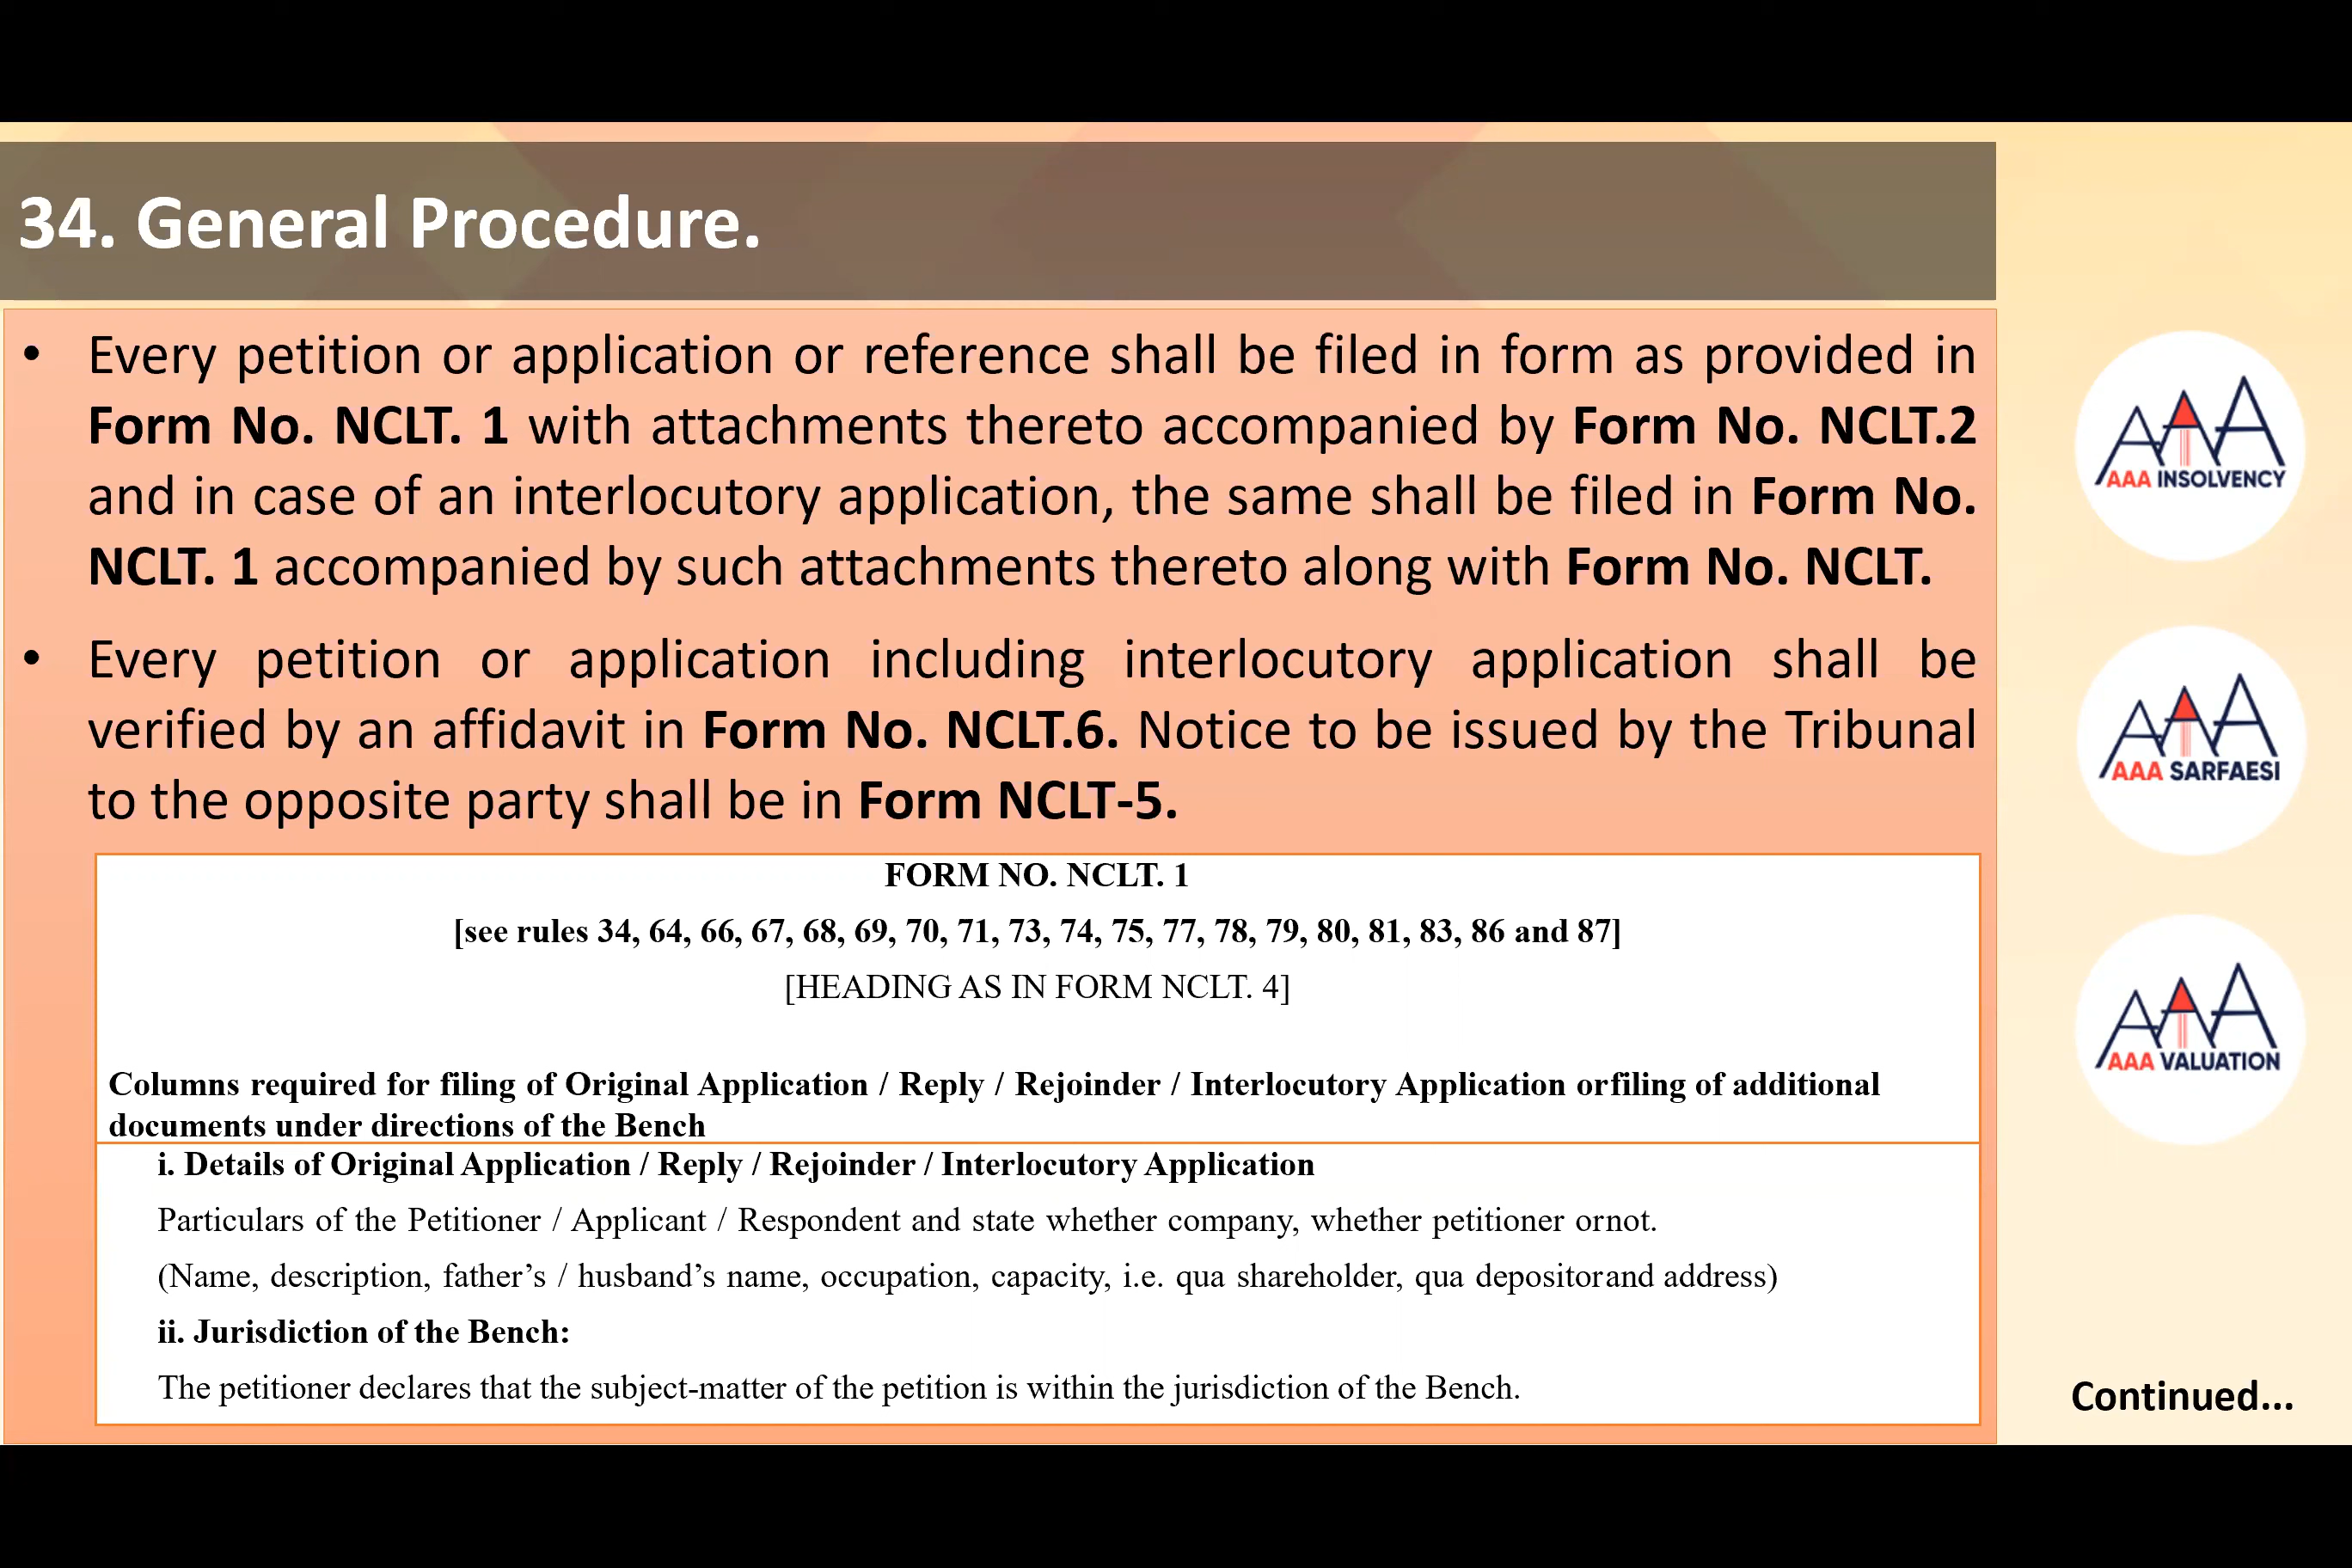 34. General Procedure.
• Every petition or application or reference shall be filed in form as provided in
Form No. NCLT. 1 with attachments thereto accompanied by Form No. NCLT.2
and in case of an interlocutory application, the same shall be filed in Form No.
NCLT. 1 accompanied by such attachments thereto along with Form No. NCLT.
• Every petition or application including interlocutory application shall be
verified by an affidavit in Form No. NCLT.6. Notice to be issued by the Tribunal
to the opposite party shall be in Form NCLT-5.
FORM NO. NCLT. 1
[see rules 34, 64, 66, 67, 68, 69, 70, 71, 73, 74, 75, 77, 78, 79, 80, 81, 83, 86 and 87]
[HEADING AS IN FORM NCLT. 4]
Columns required for filing of Original Application / Reply / Rejoinder / Interlocutory Application orfiling of additional
documents under directions of the Bench
i. Details of Original Application / Reply / Rejoinder / Interlocutory Application
Particulars of the Petitioner / Applicant / Respondent and state whether company, whether petitioner ornot.
(Name, description, father’s / husband’s name, occupation, capacity, i.e. qua shareholder, qua depositorand address)
ii. Jurisdiction of the Bench:
The petitioner declares that the subject-matter of the petition is within the jurisdiction of the Bench.
AAA
AAA INSOLVENCY
AAA
AAA SARFAESI
AAA
AAA VALUATION
Continued...